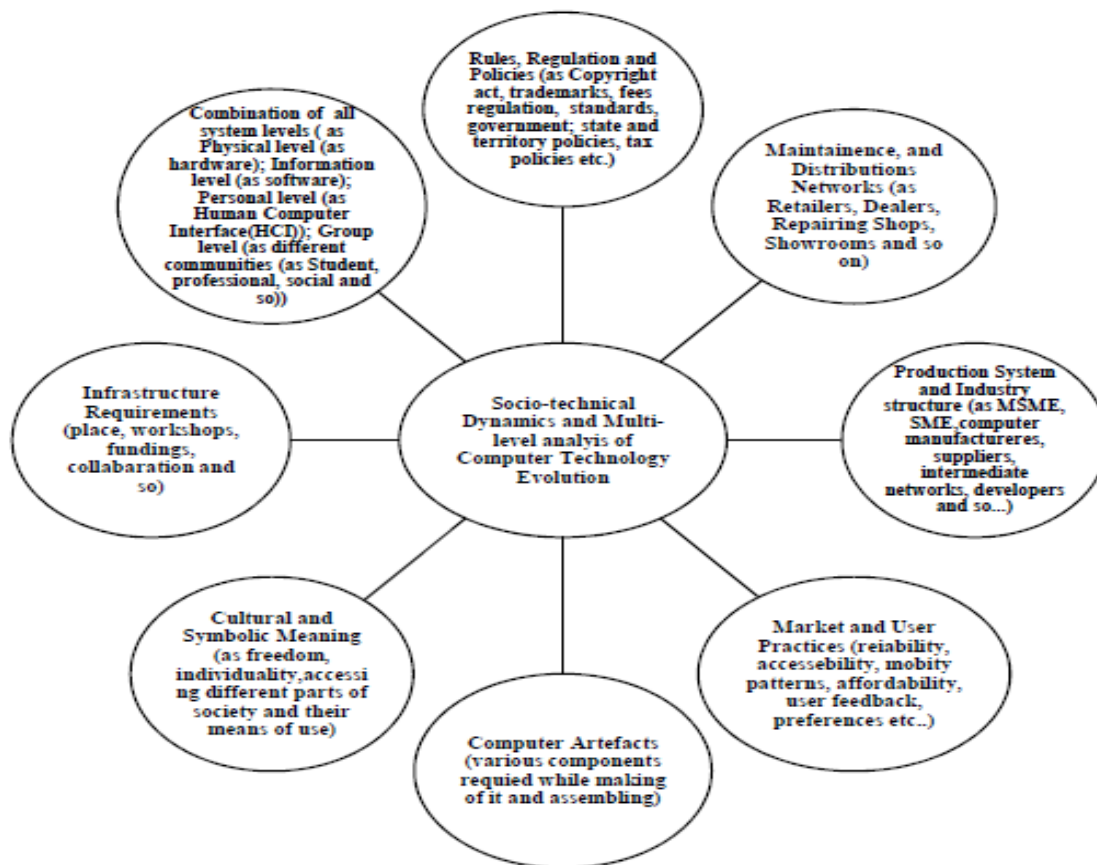 Rules, Regulation and
Policies (as Copyright
act, trademarks, fees
regulation, standards,
government; state and
territory policies, tax
policies etc.)
Combination of all
system levels ( as
Physical level (as
hardware); Information
level (as software);
Personal level (as
Human Computer
Interface(HCI)); Group
level (as different
communities (as Student,
professional, social and
so))
Maintainence, and
Distributions
Networks (as
Retailers, Dealers,
Repairing Shops,
Showrooms and so
on)
Infrastructure
Requirements
(place, workshops,
fundings,
collabaration and
so)
Socio-technical
Dynamics and Multi-
level analyis of
Computer Technology
Evolution
Production System
and Industry
structure (as MSME,
SME,computer
manufactureres,
suppliers,
intermediate
networks, developers
and so...)
Cultural and
Symbolic Meaning
(as freedom,
individuality,accessi
ng different parts of
society and their
means of use)
Market and User
Practices (reiability,
accessebility, mobity
patterns, affordability,
user feedback,
preferences etc..)
Computer Artefacts
(various components
requied while making
of it and assembling)